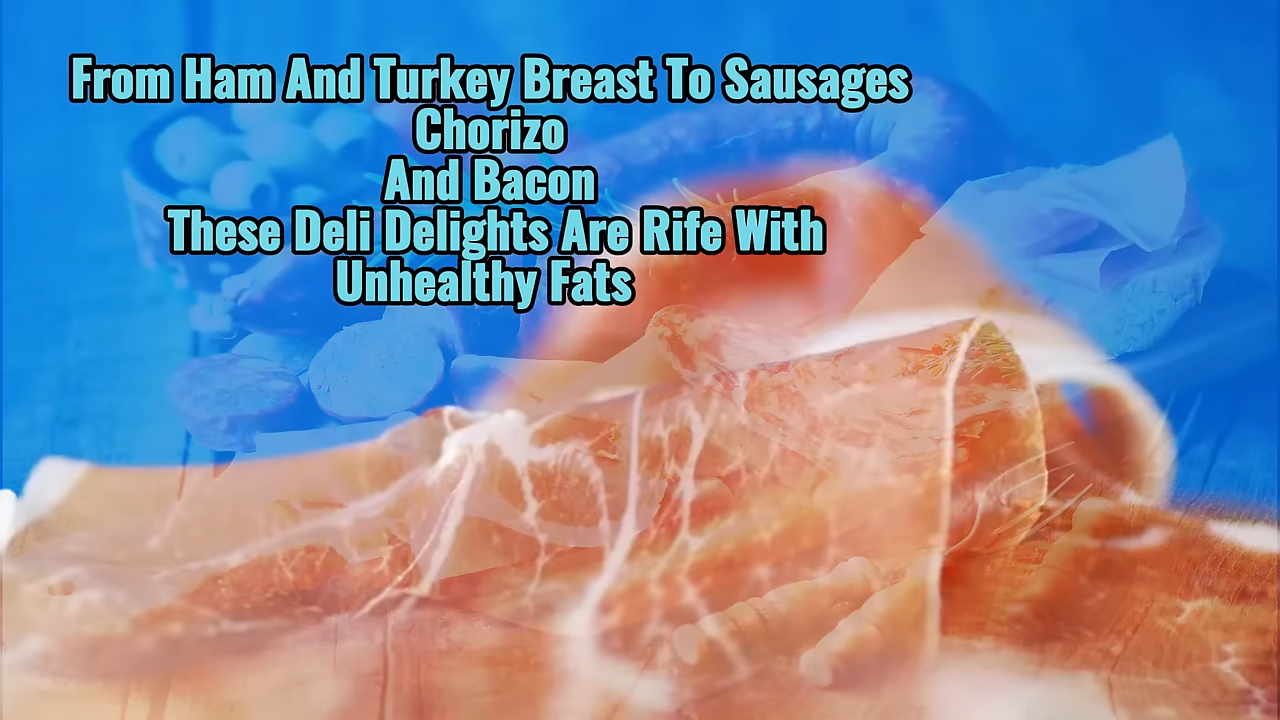 From Ham And Turkey Breast To Sausages
Chorizo
And Bacon
These Deli Delights Are Rife With
Unhealthy Fats